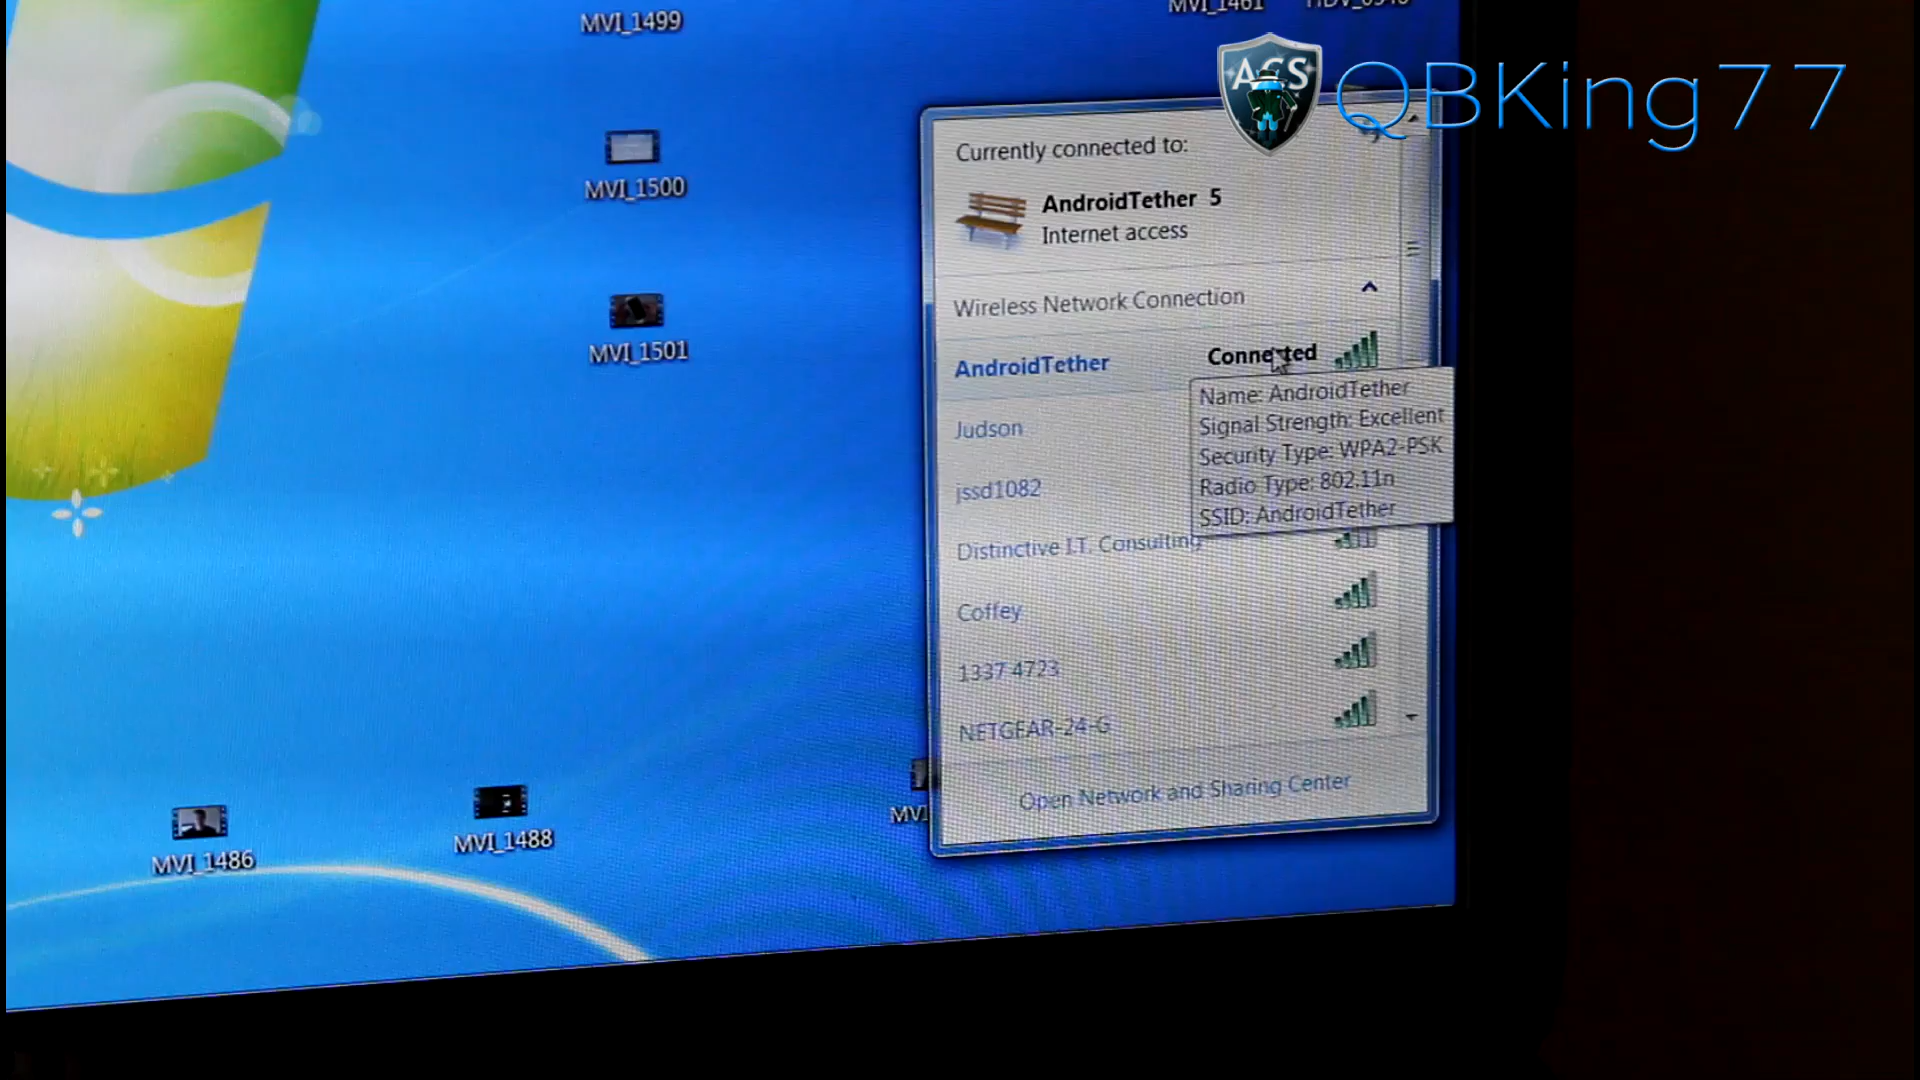 MVI_1499
MVI_1461
ACS
QBKing77
MVI_1500
MVI_1501
Currently connected to:
AndroidTether 5
Internet access
Wireless Network Connection
AndroidTether
Connected
Name: AndroidTether
Signal Strength: Excellent
Security Type: WPA2-PSK
Radio Type: 802.11n
SSID: AndroidTether
Judson
jssd1082
Distinctive I.T. Consulting
Coffey
1337 4723
NETGEAR-24-G
Open Network and Sharing Center
MVI_1486
MVI_1488
MVI